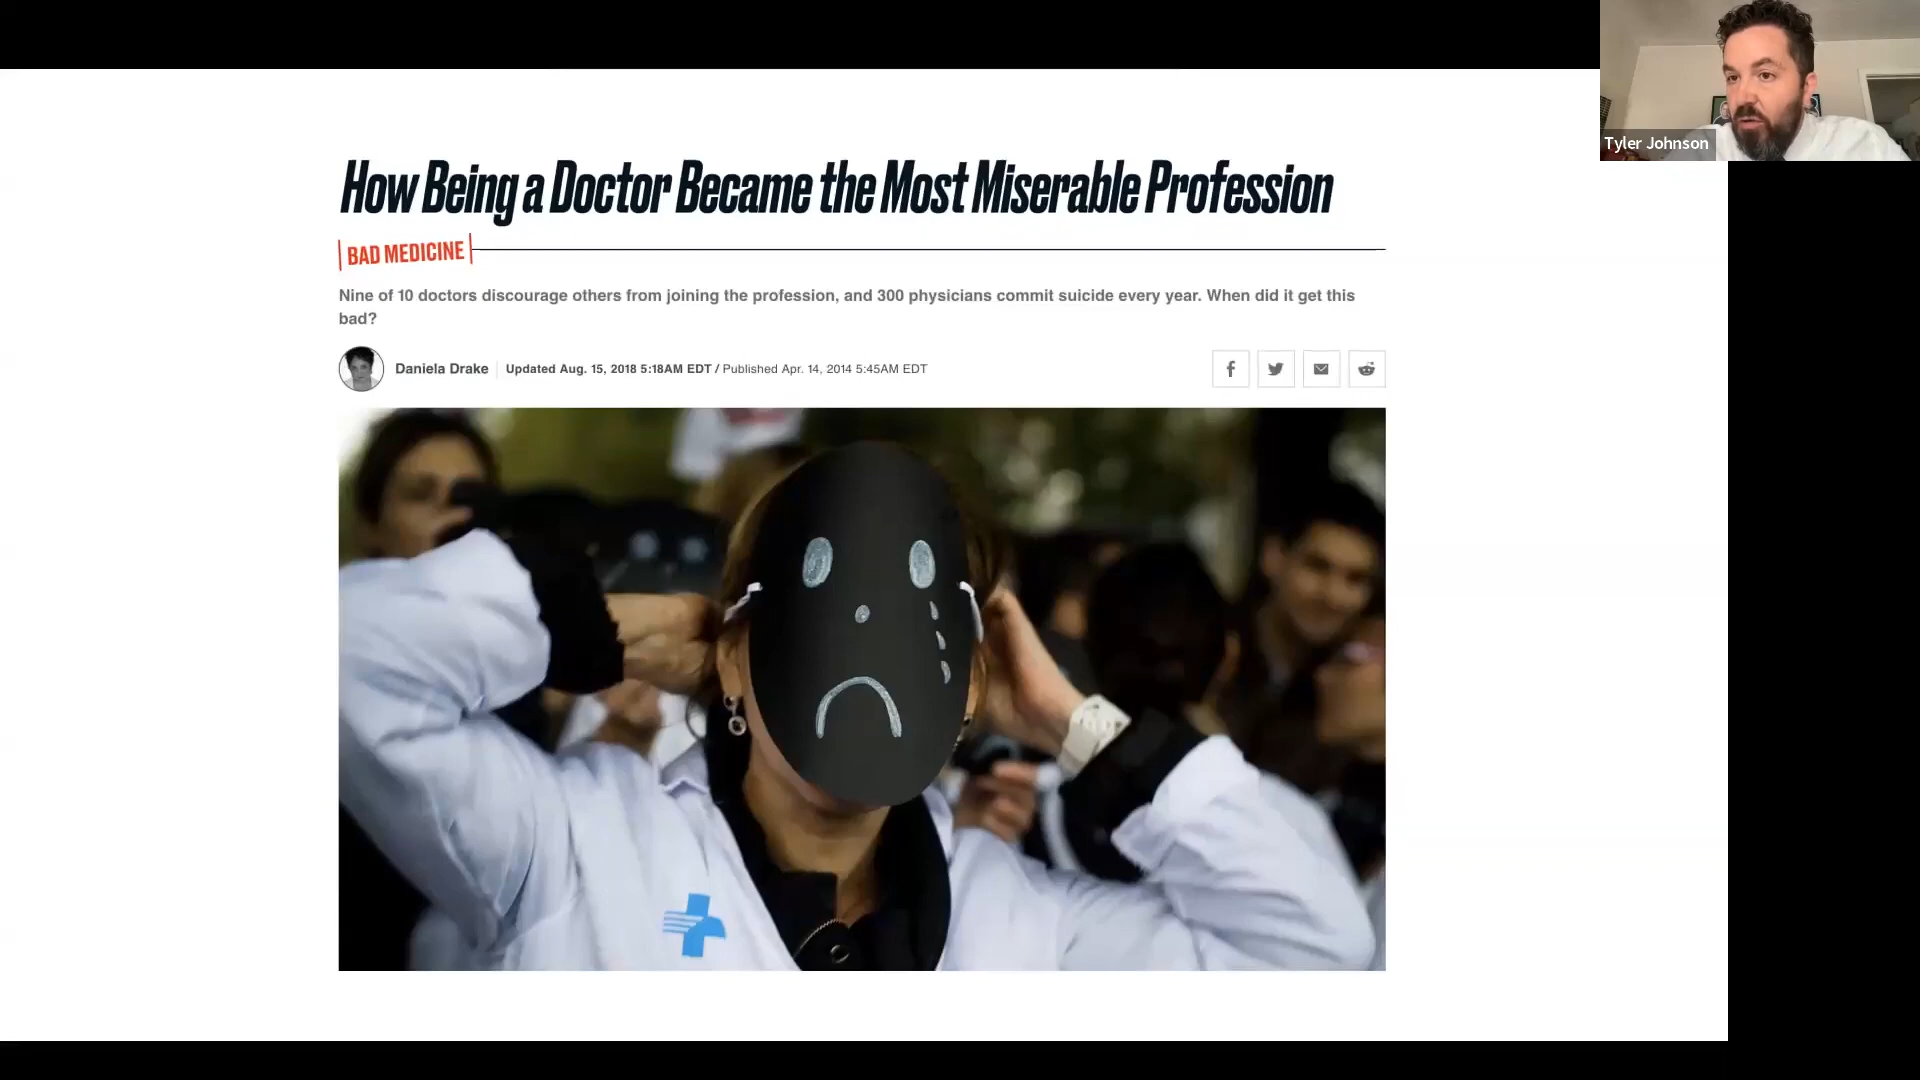 How Being a Doctor Became the Most Miserable Profession
BAD MEDICINE
Nine of 10 doctors discourage others from joining the profession, and 300 physicians commit suicide every year. When did it get this
bad?
Daniela Drake
Updated Aug. 15, 2018 5:18AM EDT / Published Apr. 14, 2014 5:45AM EDT
Tyler Johnson